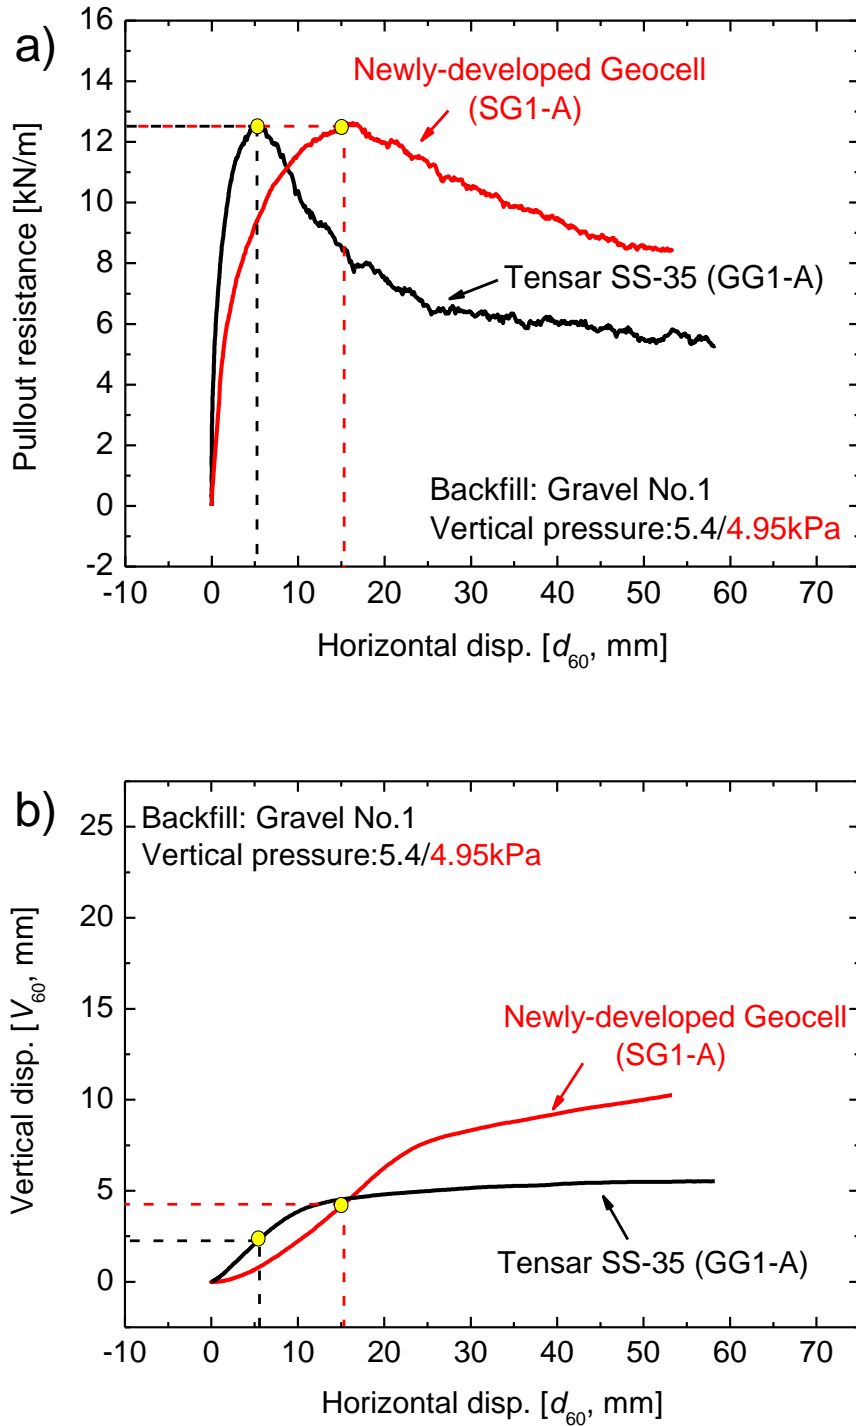 a)
16
14
12
10
8
6
4
2
0
-2
Pullout resistance [kN/m]
Newly-developed Geocell
(SG1-A)
Tensar SS-35 (GG1-A)
Backfill: Gravel No.1
Vertical pressure:5.4/4.95kPa
-10 0 10 20 30 40 50 60 70
Horizontal disp. [d60, mm]
b)
25
20
15
10
5
0
Vertical disp. [V60, mm]
Backfill: Gravel No.1
Vertical pressure:5.4/4.95kPa
Newly-developed Geocell
(SG1-A)
Tensar SS-35 (GG1-A)
-10 0 10 20 30 40 50 60 70
Horizontal disp. [d60, mm]